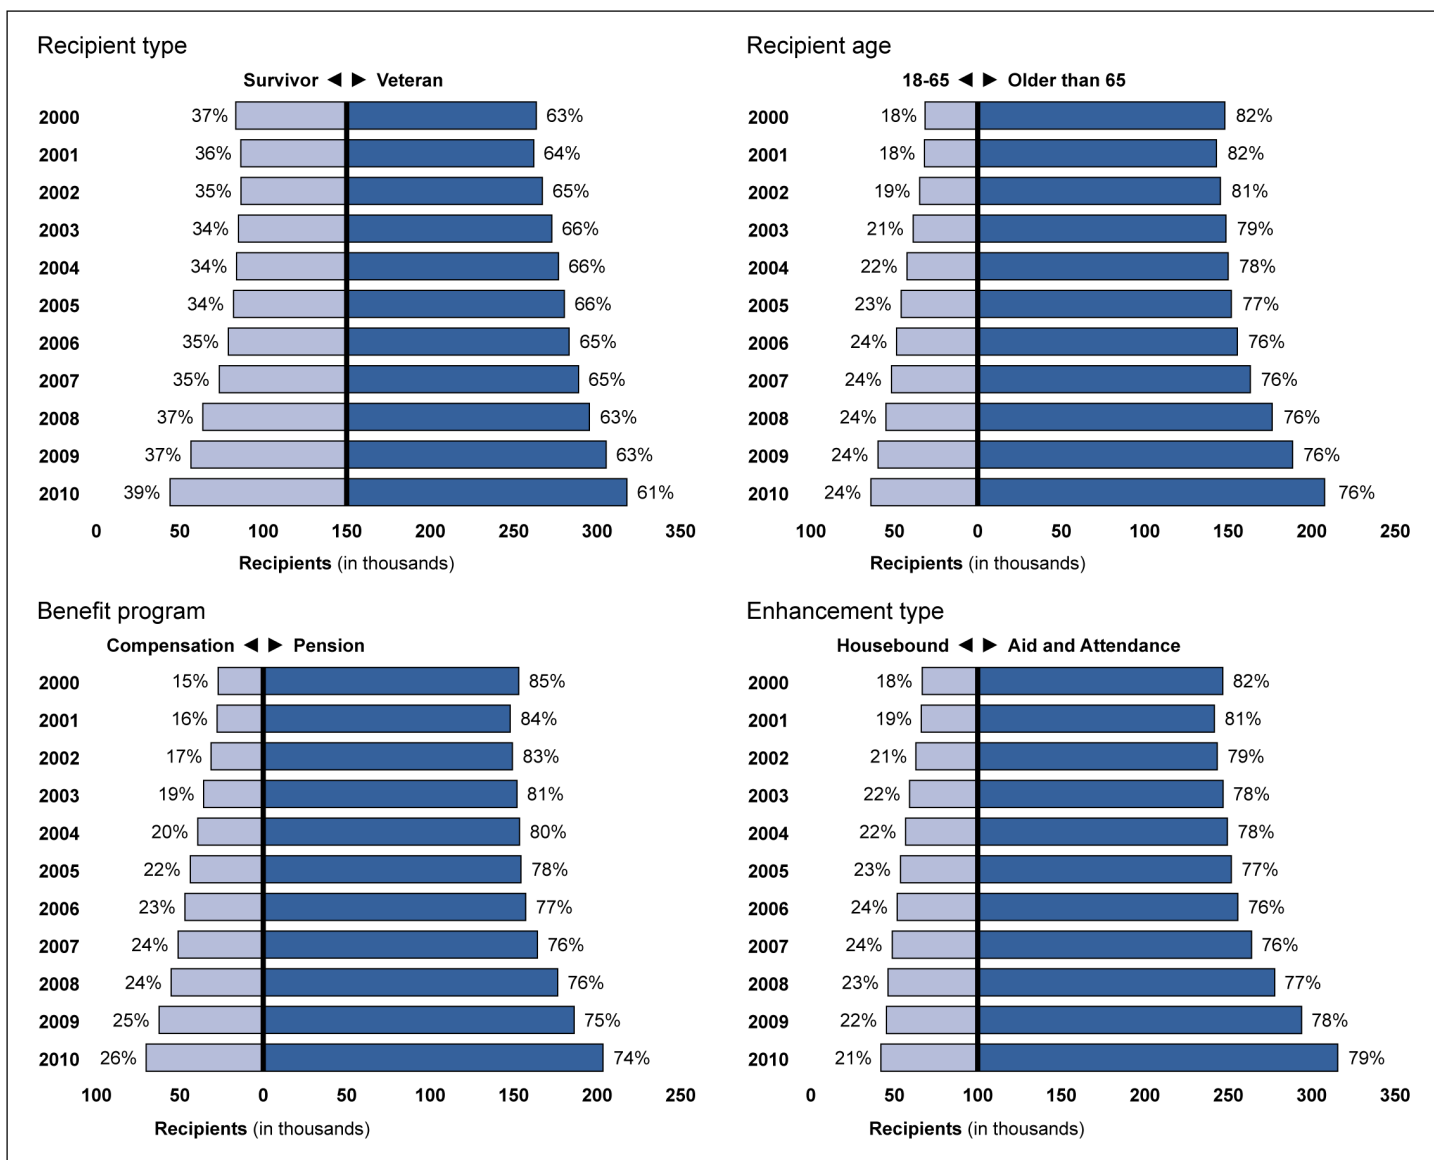 Recipient type
Survivor ◄ ► Veteran
2000 37% 63%
2001 36% 64%
2002 35% 65%
2003 34% 66%
2004 34% 66%
2005 34% 66%
2006 35% 65%
2007 35% 65%
2008 37% 63%
2009 37% 63%
2010 39% 61%
0 50 100 150 200 250 300 350
Recipients (in thousands)
Recipient age
18-65 ◄ ► Older than 65
2000 18% 82%
2001 18% 82%
2002 19% 81%
2003 21% 79%
2004 22% 78%
2005 23% 77%
2006 24% 76%
2007 24% 76%
2008 24% 76%
2009 24% 76%
2010 24% 76%
100 50 0 50 100 150 200 250
Recipients (in thousands)
Benefit program
Compensation ◄ ► Pension
2000 15% 85%
2001 16% 84%
2002 17% 83%
2003 19% 81%
2004 20% 80%
2005 22% 78%
2006 23% 77%
2007 24% 76%
2008 24% 76%
2009 25% 75%
2010 26% 74%
100 50 0 50 100 150 200 250
Recipients (in thousands)
Enhancement type
Housebound ◄ ► Aid and Attendance
2000 18% 82%
2001 19% 81%
2002 21% 79%
2003 22% 78%
2004 22% 78%
2005 23% 77%
2006 24% 76%
2007 24% 76%
2008 23% 77%
2009 22% 78%
2010 21% 79%
0 50 100 100 150 200 250 300 350
Recipients (in thousands)